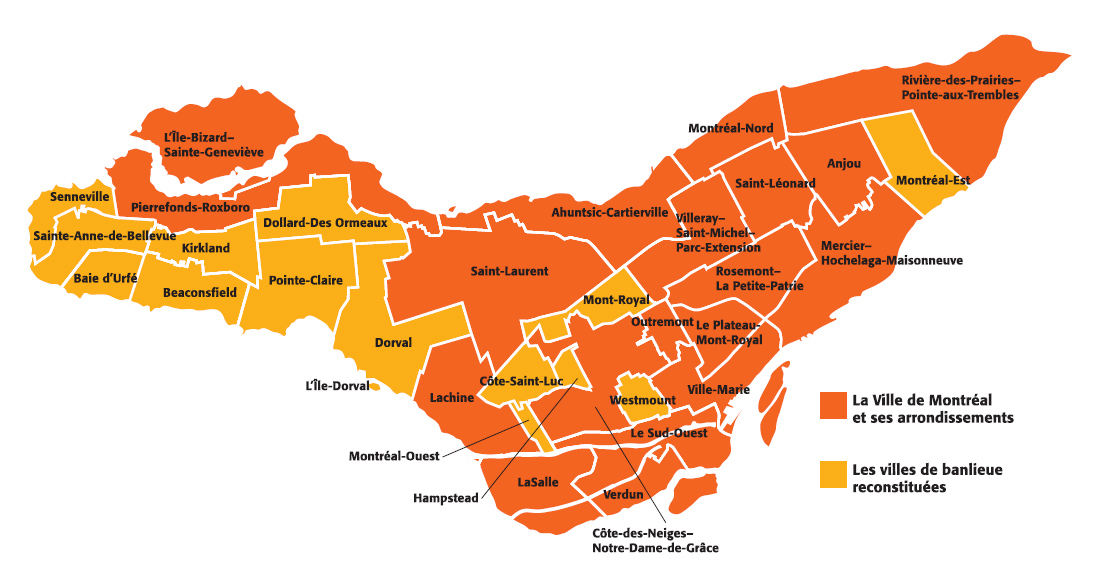 Rivière-des-Prairies–
Pointe-aux-Trembles
Montréal-Nord
L'Île-Bizard–
Sainte-Geneviève
Anjou
Saint-Léonard
Montréal-Est
Senneville
Pierrefonds-Roxboro
Ahuntsic-Cartierville
Villeray–
Saint-Michel–
Parc-Extension
Dollard-Des Ormeaux
Sainte-Anne-de-Bellevue
Kirkland
Mercier–
Hochelaga-Maisonneuve
Baie d'Urfé
Pointe-Claire
Saint-Laurent
Rosemont–
La Petite-Patrie
Beaconsfield
Mont-Royal
Outremont
Le Plateau-
Mont-Royal
Dorval
L'Île-Dorval
Côte-Saint-Luc
Lachine
Westmount
Ville-Marie
La Ville de Montréal
et ses arrondissements
Le Sud-Ouest
Montréal-Ouest
Les villes de banlieue
reconstituées
LaSalle
Hampstead
Verdun
Côte-des-Neiges–
Notre-Dame-de-Grâce